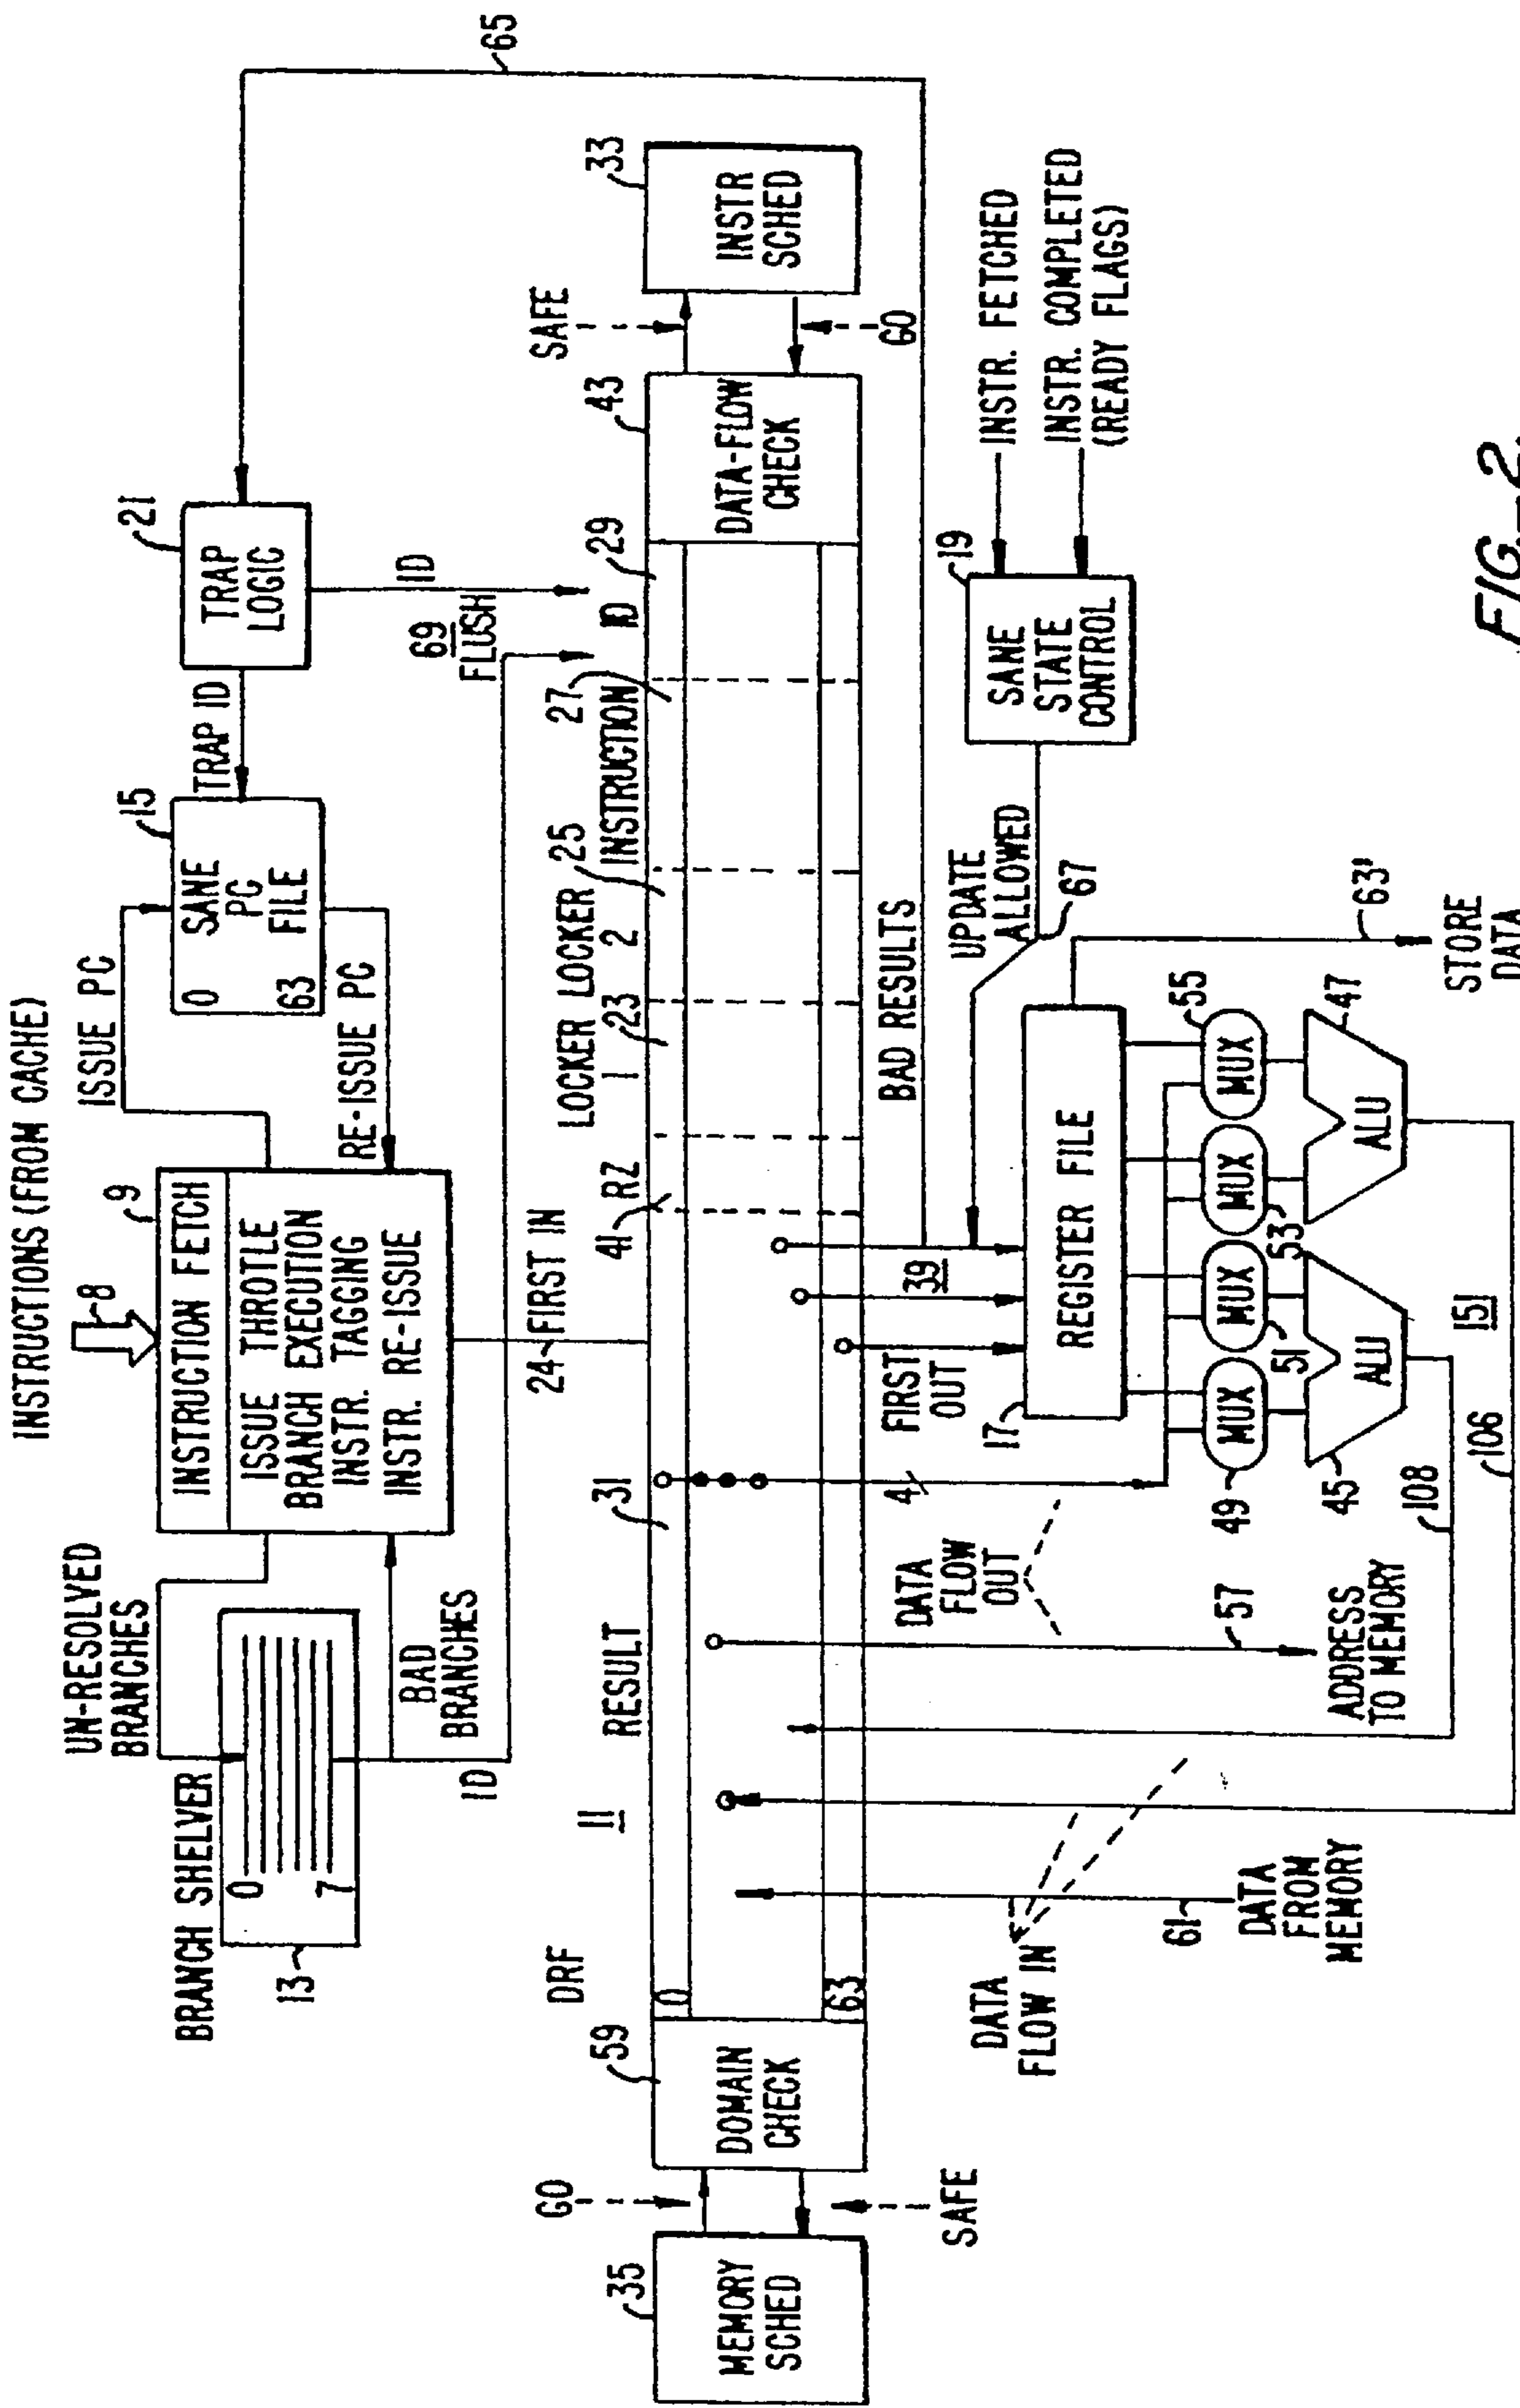 INSTRUCTIONS (FROM CACHE)
8
9
INSTRUCTION FETCH
ISSUE THROTTLE
BRANCH EXECUTION
INSTR. TAGGING
INSTR. RE-ISSUE
UN-RESOLVED
BRANCHES
BRANCH SHELVER
0
7
13
BAD
BRANCHES
ID
ISSUE PC
RE-ISSUE PC
15
0 SANE
PC
FILE
63
TRAP ID
21
TRAP
LOGIC
ID
69
FLUSH
65
24 FIRST IN
35
MEMORY
SCHED
GO
SAFE
59
DOMAIN
CHECK
DRF
11
RESULT
31
41
RZ
LOCKER
1
23
LOCKER
2
25
INSTRUCTION
27
ID
29
0
63
43
DATA-FLOW
CHECK
SAFE
GO
33
INSTR
SCHED
DATA
FLOW IN
61
DATA
FROM
MEMORY
57
ADDRESS
TO MEMORY
DATA
FLOW
OUT
4
FIRST
OUT
39
BAD RESULTS
UPDATE
ALLOWED
67
17
REGISTER FILE
19
SANE
STATE
CONTROL
INSTR. FETCHED
INSTR. COMPLETED
(READY FLAGS)
49
MUX
51
MUX
53
MUX
55
MUX
45
ALU
47
ALU
108
106
151
63'
STORE
DATA
FIG._2.